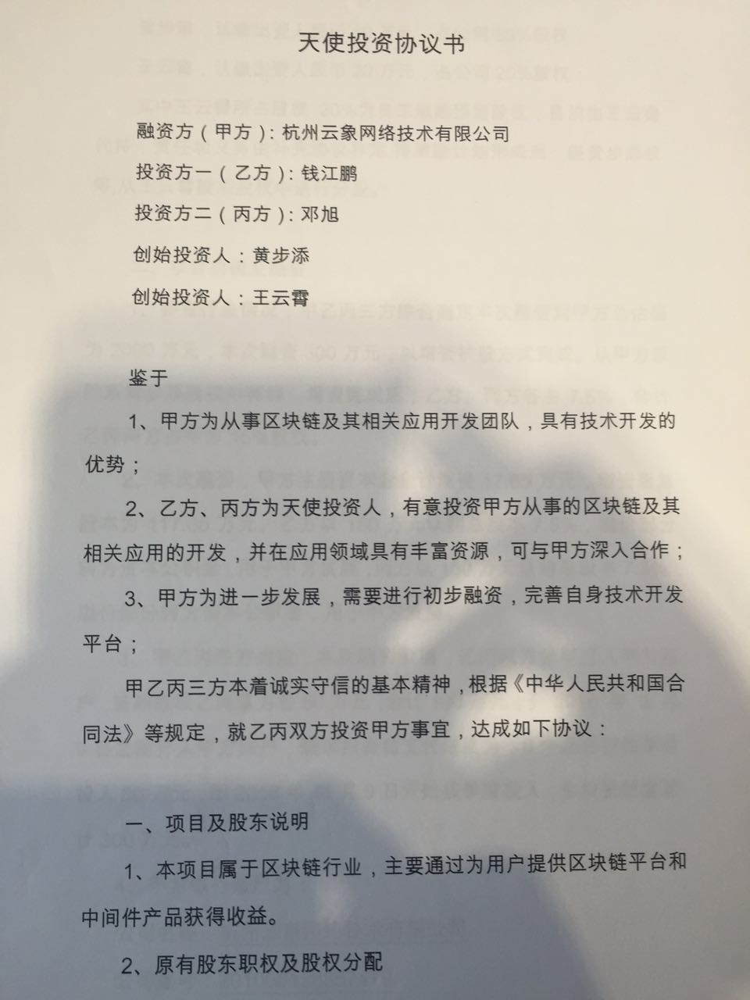 天使投资协议书
融资方（甲方）：杭州云象网络技术有限公司
投资方一（乙方）：钱江鹏
投资方二（丙方）：邓旭
创始投资人：黄步添
创始投资人：王云霄
鉴于
1、甲方为从事区块链及其相关应用开发团队，具有技术开发的
优势；
2、乙方、丙方为天使投资人，有意投资甲方从事的区块链及其
相关应用的开发，并在应用领域具有丰富资源，可与甲方深入合作；
3、甲方为进一步发展，需要进行初步融资，完善自身技术开发
平台；
甲乙丙三方本着诚实守信的基本精神，根据《中华人民共和国合
同法》等规定，就乙丙双方投资甲方事宜，达成如下协议：
一、项目及股东说明
1、本项目属于区块链行业，主要通过为用户提供区块链平台和
中间件产品获得收益。
2、原有股东职权及股权分配